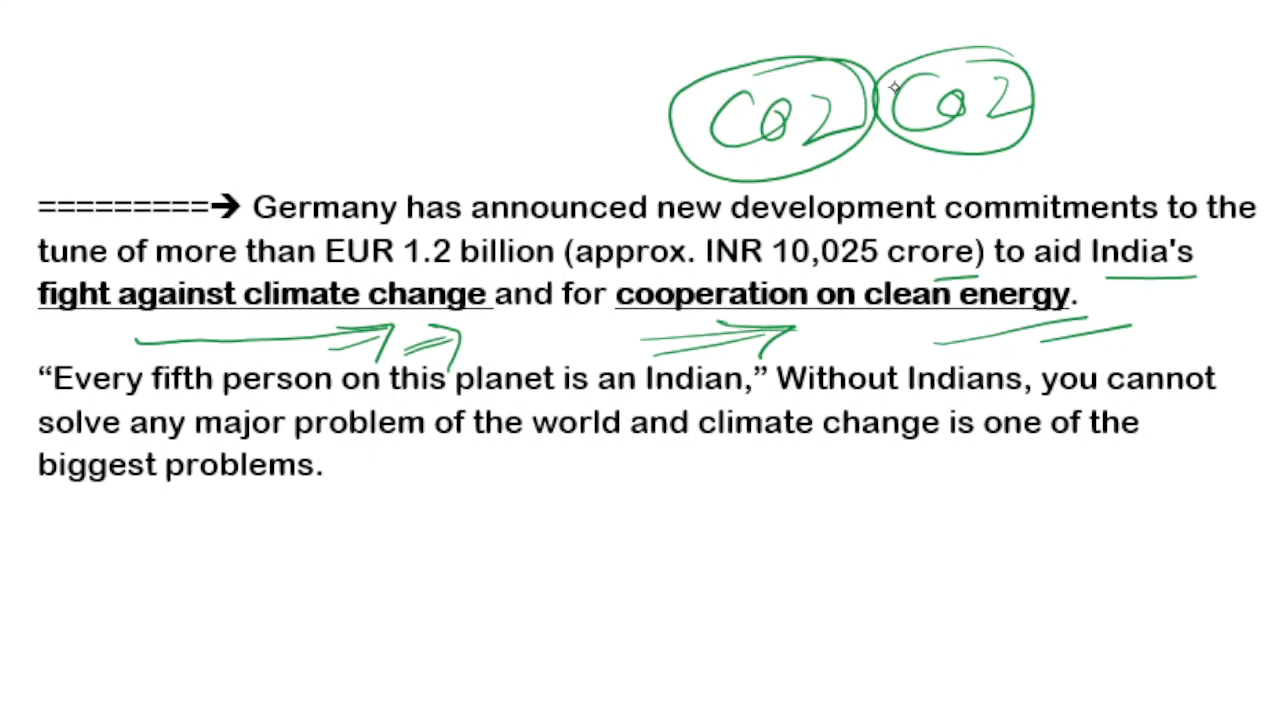 CO2 CO2
=========➔ Germany has announced new development commitments to the
tune of more than EUR 1.2 billion (approx. INR 10,025 crore) to aid India's
fight against climate change and for cooperation on clean energy.
“Every fifth person on this planet is an Indian,” Without Indians, you cannot
solve any major problem of the world and climate change is one of the
biggest problems.